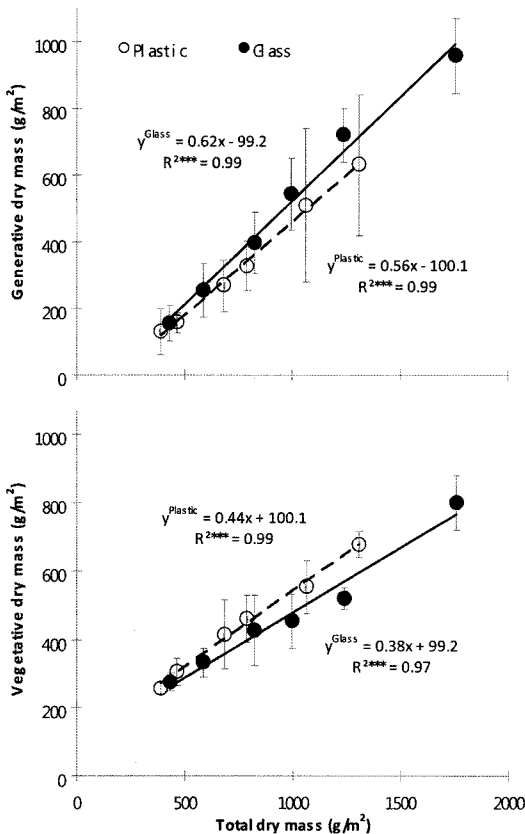 1000
800
600
400
200
0
Generative dry mass (g/m²)
Plastic Glass
y^Glass = 0.62x - 99.2
R²*** = 0.99
y^Plastic = 0.56x - 100.1
R²*** = 0.99
1000
800
600
400
200
0
Vegetative dry mass (g/m²)
y^Plastic = 0.44x + 100.1
R²*** = 0.99
y^Glass = 0.38x + 99.2
R²*** = 0.97
0 500 1000 1500 2000
Total dry mass (g/m²)